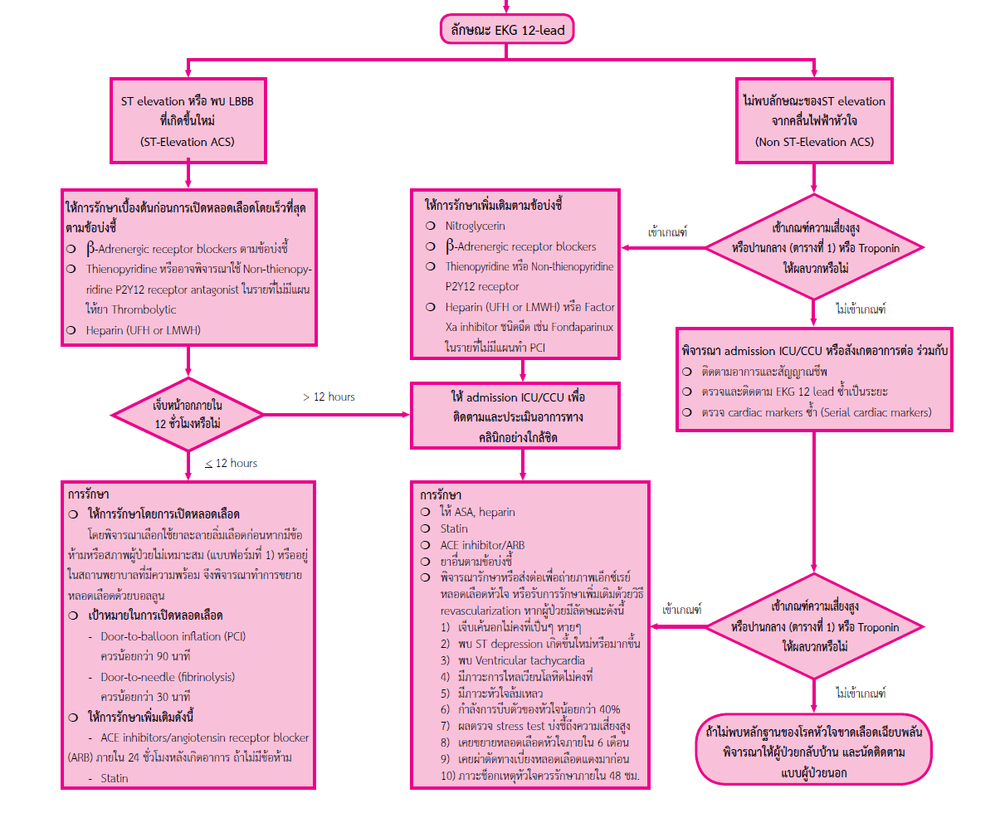 ลักษณะ EKG 12-lead
ST elevation หรือ พบ LBBB
ที่เกิดขึ้นใหม่
(ST-Elevation ACS)
ไม่พบลักษณะของST elevation
จากคลื่นไฟฟ้าหัวใจ
(Non ST-Elevation ACS)
ให้การรักษาเบื้องต้นก่อนการเปิดหลอดเลือดโดยเร็วที่สุด
ตามข้อบ่งชี้
❍ β-Adrenergic receptor blockers ตามข้อบ่งชี้
❍ Thienopyridine หรืออาจพิจารณาใช้ Non-thienopy-
ridine P2Y12 receptor antagonist ในรายที่ไม่มีแผน
ให้ยา Thrombolytic
❍ Heparin (UFH or LMWH)
ให้การรักษาเพิ่มเติมตามข้อบ่งชี้
❍ Nitroglycerin
❍ β-Adrenergic receptor blockers
❍ Thienopyridine หรือ Non-thienopyridine
P2Y12 receptor
❍ Heparin (UFH or LMWH) หรือ Factor
Xa inhibitor ชนิดฉีด เช่น Fondaparinux
ในรายที่ไม่มีแผนทำ PCI
เข้าเกณฑ์
เข้าเกณฑ์ความเสี่ยงสูง
หรือปานกลาง (ตารางที่ 1) หรือ Troponin
ให้ผลบวกหรือไม่
ไม่เข้าเกณฑ์
พิจารณา admission ICU/CCU หรือสังเกตอาการต่อ ร่วมกับ
❍ ติดตามอาการและสัญญาณชีพ
❍ ตรวจและติดตาม EKG 12 lead ซ้ำเป็นระยะ
❍ ตรวจ cardiac markers ซ้ำ (Serial cardiac markers)
เจ็บหน้าอกภายใน
12 ชั่วโมงหรือไม่
> 12 hours
≤ 12 hours
ให้ admission ICU/CCU เพื่อ
ติดตามและประเมินอาการทาง
คลินิกอย่างใกล้ชิด
การรักษา
❍ ให้การรักษาโดยการเปิดหลอดเลือด
โดยพิจารณาเลือกใช้ยาละลายลิ่มเลือดก่อนหากมีข้อ
ห้ามหรือสภาพผู้ป่วยไม่เหมาะสม (แบบฟอร์มที่ 1) หรืออยู่
ในสถานพยาบาลที่มีความพร้อม จึงพิจารณาทำการขยาย
หลอดเลือดด้วยบอลลูน
❍ เป้าหมายในการเปิดหลอดเลือด
- Door-to-balloon inflation (PCI)
ควรน้อยกว่า 90 นาที
- Door-to-needle (fibrinolysis)
ควรน้อยกว่า 30 นาที
❍ ให้การรักษาเพิ่มเติมดังนี้
- ACE inhibitors/angiotensin receptor blocker
(ARB) ภายใน 24 ชั่วโมงหลังเกิดอาการ ถ้าไม่มีข้อห้าม
- Statin
การรักษา
❍ ให้ ASA, heparin
❍ Statin
❍ ACE inhibitor/ARB
❍ ยาอื่นตามข้อบ่งชี้
❍ พิจารณารักษาหรือส่งต่อเพื่อถ่ายภาพเอ็กซ์เรย์
หลอดเลือดหัวใจ หรือรับการรักษาเพิ่มเติมด้วยวิธี
revascularization หากผู้ป่วยมีลัดษณะดังนี้
1) เจ็บเค้นอกไม่คงที่เป็นๆ หายๆ
2) พบ ST depression เกิดขึ้นใหม่หรือมากขึ้น
3) พบ Ventricular tachycardia
4) มีภาวะการไหลเวียนโลหิตไม่คงที่
5) มีภาวะหัวใจล้มเหลว
6) กำลังการบีบตัวของหัวใจน้อยกว่า 40%
7) ผลตรวจ stress test บ่งชี้ถึงความเสี่ยงสูง
8) เคยขยายหลอดเลือดหัวใจภายใน 6 เดือน
9) เคยผ่าตัดทางเบี่ยงหลอดเลือดแดงมาก่อน
10) ภาวะช็อกเหตุหัวใจควรรักษาภายใน 48 ชม.
เข้าเกณฑ์
เข้าเกณฑ์ความเสี่ยงสูง
หรือปานกลาง (ตารางที่ 1) หรือ Troponin
ให้ผลบวกหรือไม่
ไม่เข้าเกณฑ์
ถ้าไม่พบหลักฐานของโรคหัวใจขาดเลือดเฉียบพลัน
พิจารณาให้ผู้ป่วยกลับบ้าน และนัดติดตาม
แบบผู้ป่วยนอก